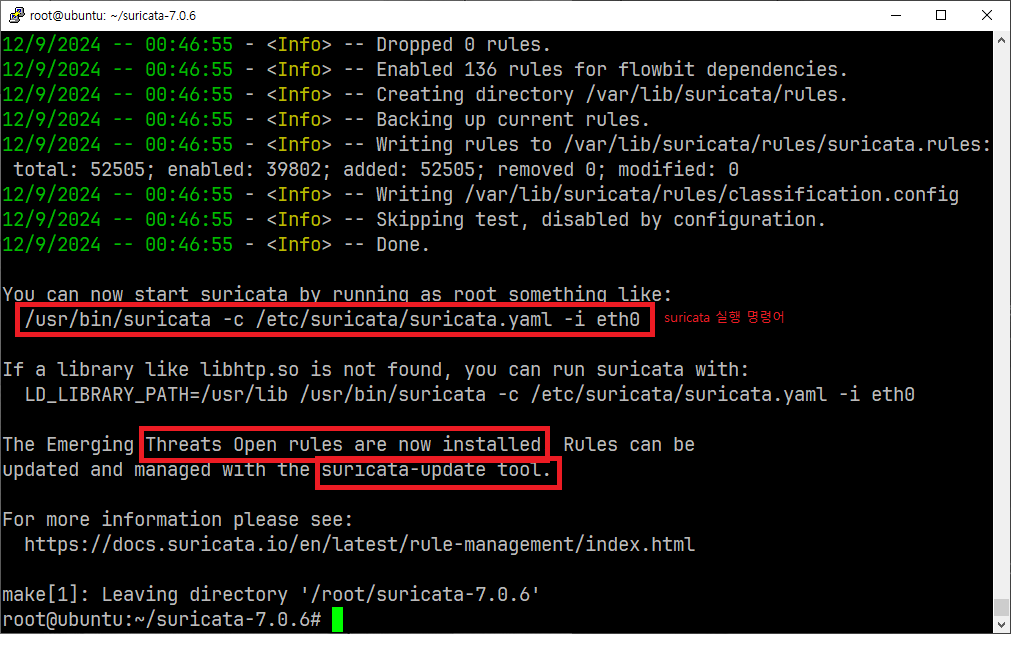 root@ubuntu: ~/suricata-7.0.6
12/9/2024 -- 00:46:55 - <Info> -- Dropped 0 rules.
12/9/2024 -- 00:46:55 - <Info> -- Enabled 136 rules for flowbit dependencies.
12/9/2024 -- 00:46:55 - <Info> -- Creating directory /var/lib/suricata/rules.
12/9/2024 -- 00:46:55 - <Info> -- Backing up current rules.
12/9/2024 -- 00:46:55 - <Info> -- Writing rules to /var/lib/suricata/rules/suricata.rules:
 total: 52505; enabled: 39802; added: 52505; removed 0; modified: 0
12/9/2024 -- 00:46:55 - <Info> -- Writing /var/lib/suricata/rules/classification.config
12/9/2024 -- 00:46:55 - <Info> -- Skipping test, disabled by configuration.
12/9/2024 -- 00:46:55 - <Info> -- Done.
You can now start suricata by running as root something like:
  /usr/bin/suricata -c /etc/suricata/suricata.yaml -i eth0 suricata 실행 명령어
If a library like libhtp.so is not found, you can run suricata with:
  LD_LIBRARY_PATH=/usr/lib /usr/bin/suricata -c /etc/suricata/suricata.yaml -i eth0
The Emerging Threats Open rules are now installed. Rules can be
updated and managed with the suricata-update tool.
For more information please see:
  https://docs.suricata.io/en/latest/rule-management/index.html
make[1]: Leaving directory '/root/suricata-7.0.6'
root@ubuntu:~/suricata-7.0.6#